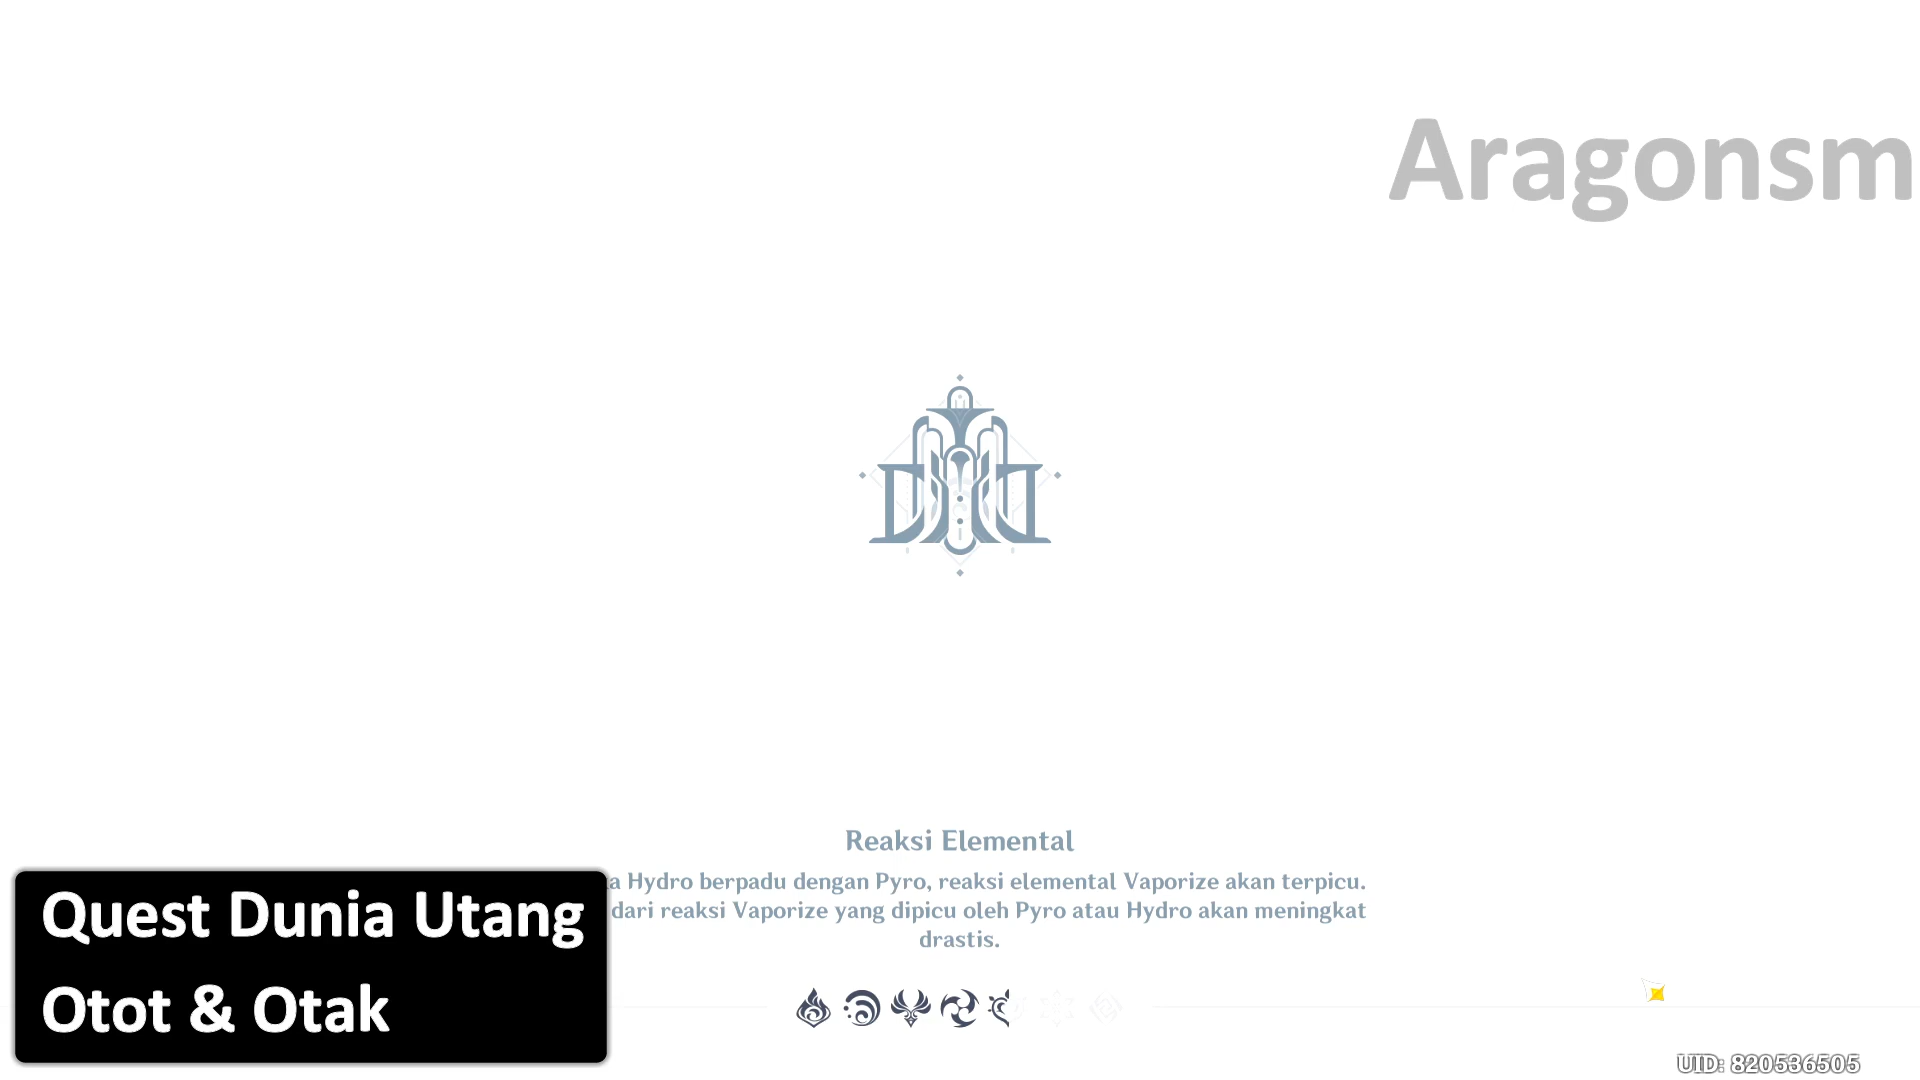 Aragonsm
Reaksi Elemental
a Hydro berpadu dengan Pyro, reaksi elemental Vaporize akan terpicu.
dari reaksi Vaporize yang dipicu oleh Pyro atau Hydro akan meningkat
drastis.
Quest Dunia Utang
Otot & Otak
UID: 820536505